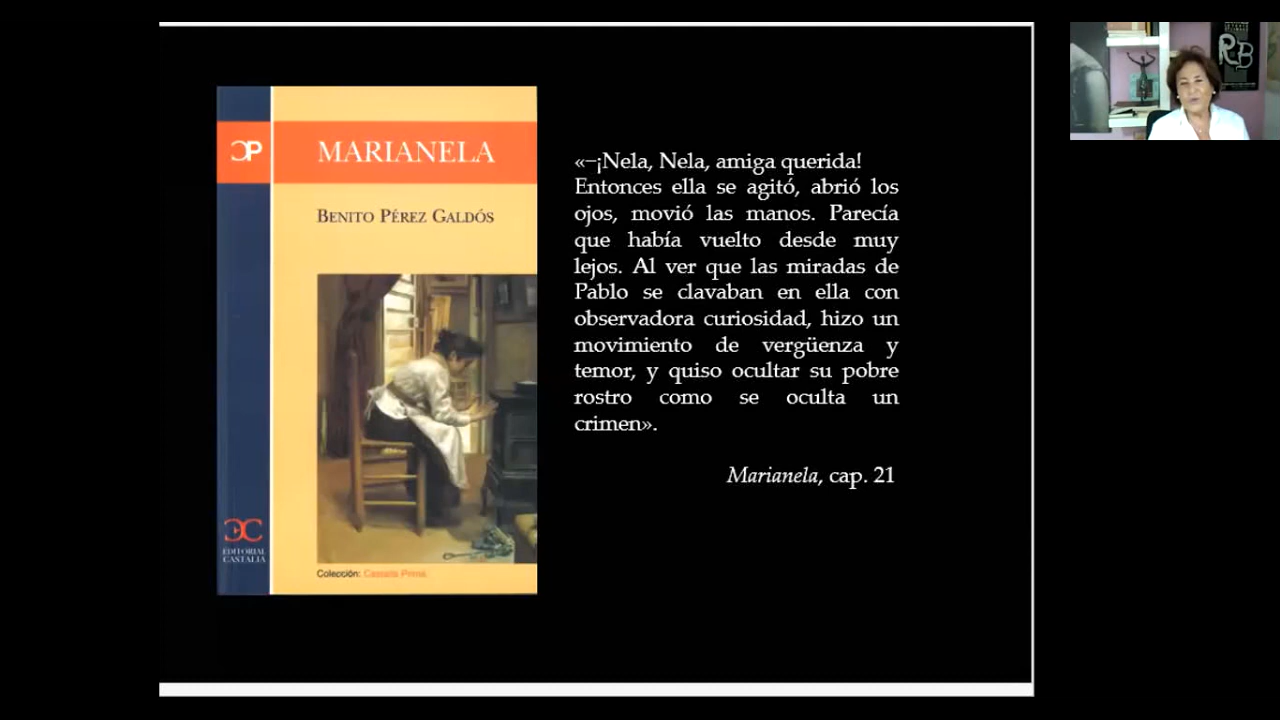 CP
MARIANELA
BENITO PÉREZ GALDÓS
EDITORIAL
CASTALIA
Colección: Castalia Prima
«−¡Nela, Nela, amiga querida!
Entonces ella se agitó, abrió los
ojos, movió las manos. Parecía
que había vuelto desde muy
lejos. Al ver que las miradas de
Pablo se clavaban en ella con
observadora curiosidad, hizo un
movimiento de vergüenza y
temor, y quiso ocultar su pobre
rostro como se oculta un
crimen».
Marianela, cap. 21